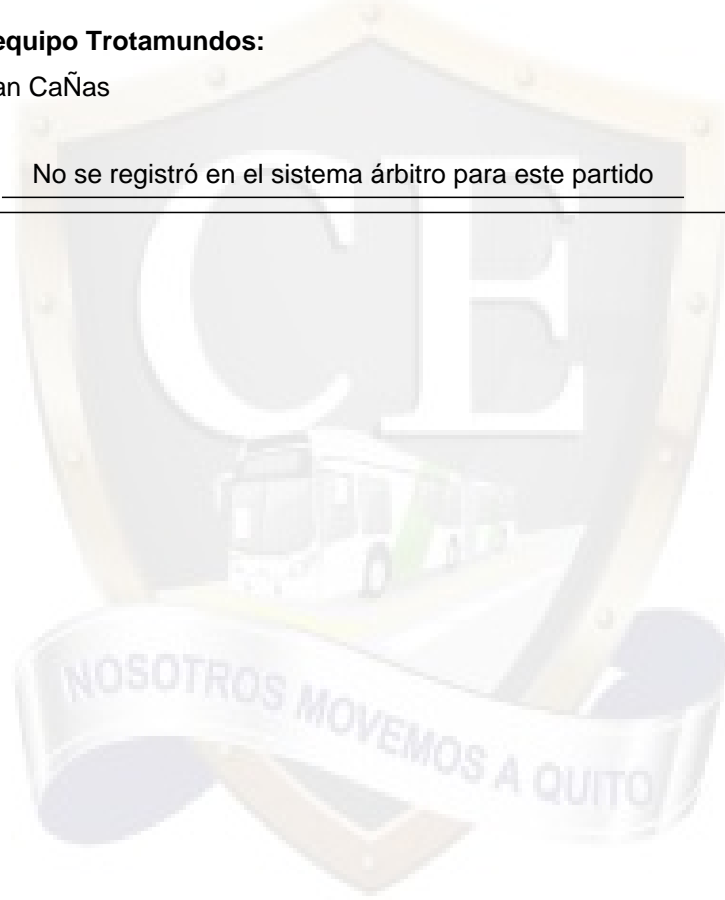 equipo Trotamundos:
an CaÑas
No se registró en el sistema árbitro para este partido
CE
NOSOTROS MOVEMOS A QUITO